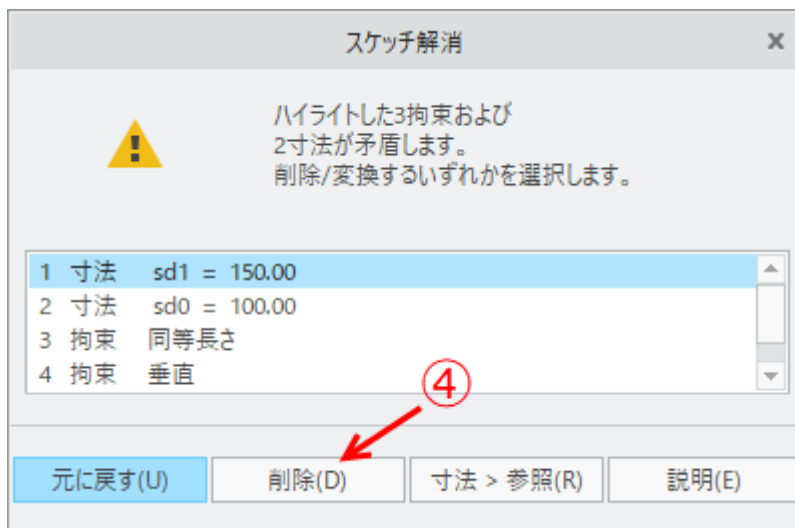 スケッチ解消
ハイライトした3拘束および
2寸法が矛盾します。
削除/変換するいずれかを選択します。
1 寸法 sd1 = 150.00
2 寸法 sd0 = 100.00
3 拘束 同等長さ
4 拘束 垂直
④
元に戻す(U) 削除(D) 寸法 > 参照(R) 説明(E)